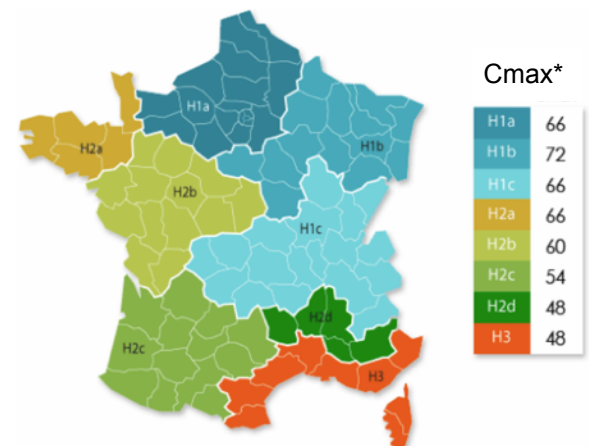 Cmax*
H1a 66
H1b 72
H1c 66
H2a 66
H2b 60
H2c 54
H2d 48
H3 48
H1a
H1b
H2a
H2b
H1c
H2d
H2c
H3